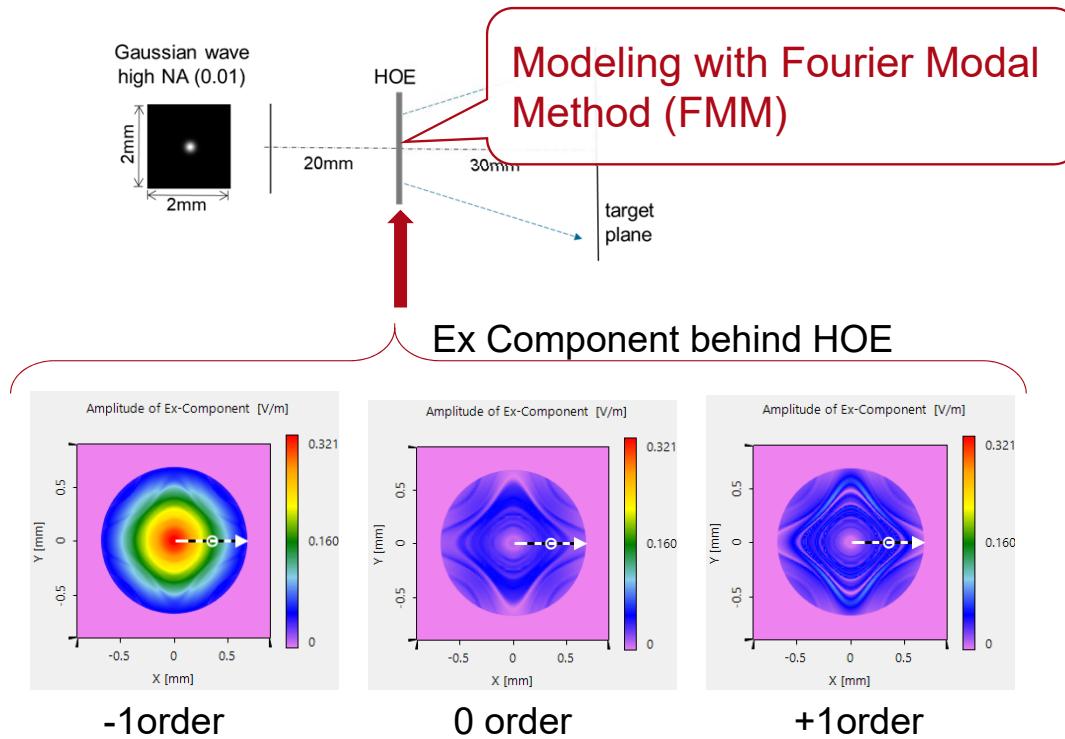 Gaussian wave
high NA (0.01)
2mm
2mm
HOE
20mm
30mm
Modeling with Fourier Modal
Method (FMM)
target
plane
Ex Component behind HOE
Amplitude of Ex-Component [V/m]
0.321
0.160
0
Y [mm]
0.5
0
-0.5
-0.5
0
0.5
X [mm]
-1order
Amplitude of Ex-Component [V/m]
0.321
0.160
0
Y [mm]
0.5
0
-0.5
-0.5
0
0.5
X [mm]
0 order
Amplitude of Ex-Component [V/m]
0.321
0.160
0
Y [mm]
0.5
0
-0.5
-0.5
0
0.5
X [mm]
+1order